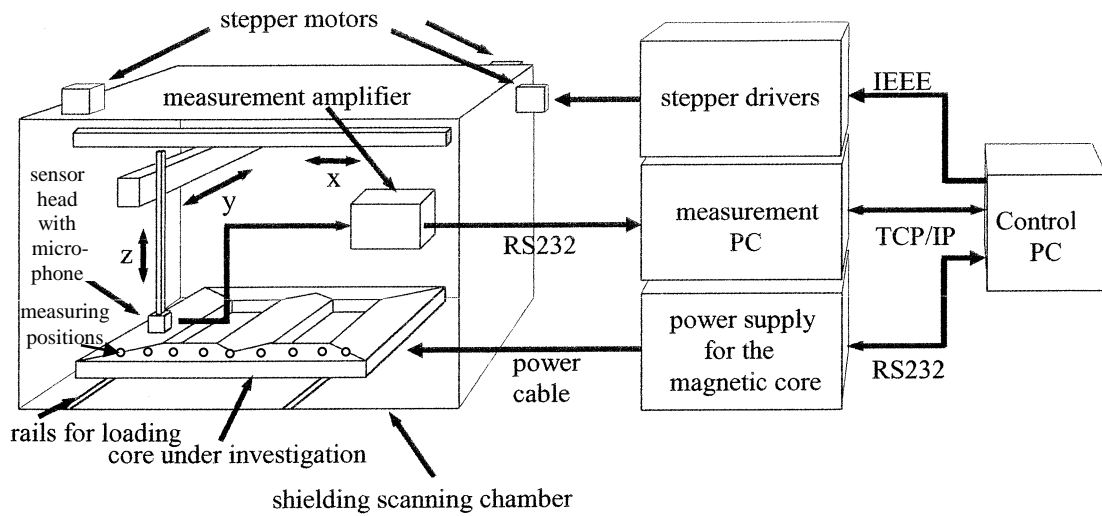 stepper motors
measurement amplifier
sensor
head
with
micro-
phone
measuring
positions
x
y
z
RS232
stepper drivers
IEEE
measurement
PC
TCP/IP
Control
PC
power supply
for the
magnetic core
RS232
power
cable
rails for loading
core under investigation
shielding scanning chamber